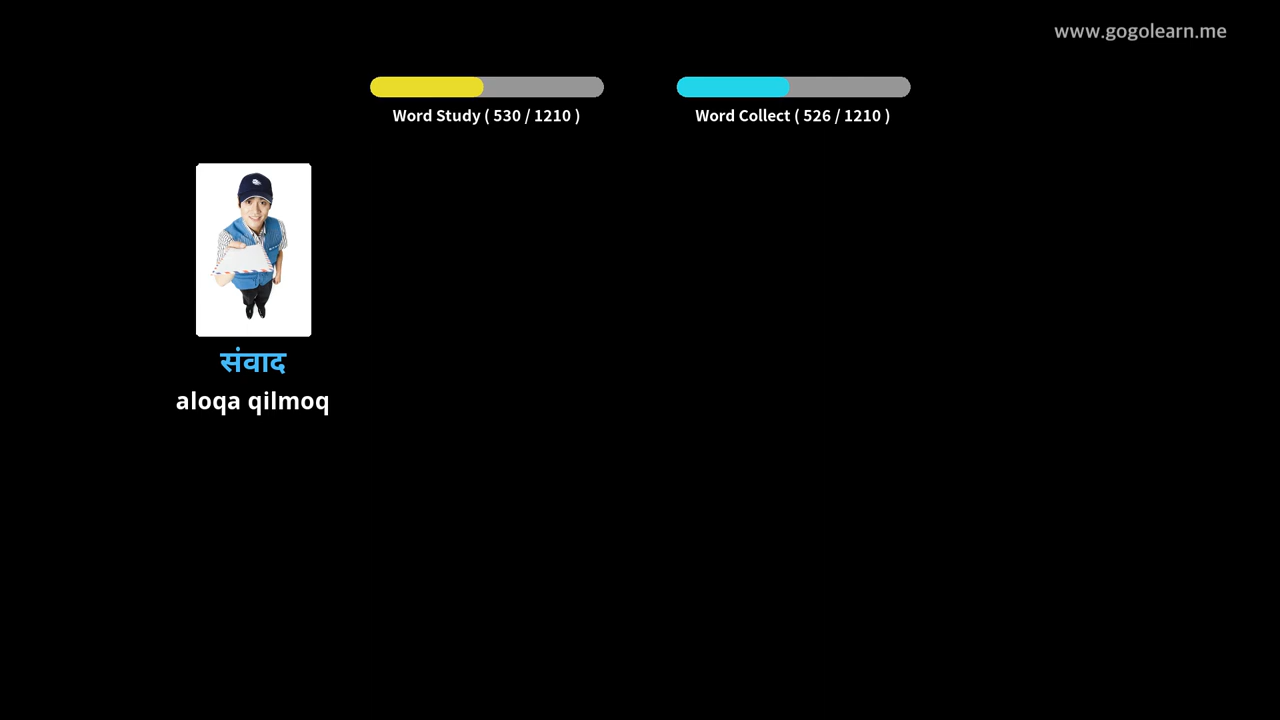 www.gogolearn.me
Word Study ( 530 / 1210 )
Word Collect ( 526 / 1210 )
संवाद
aloqa qilmoq